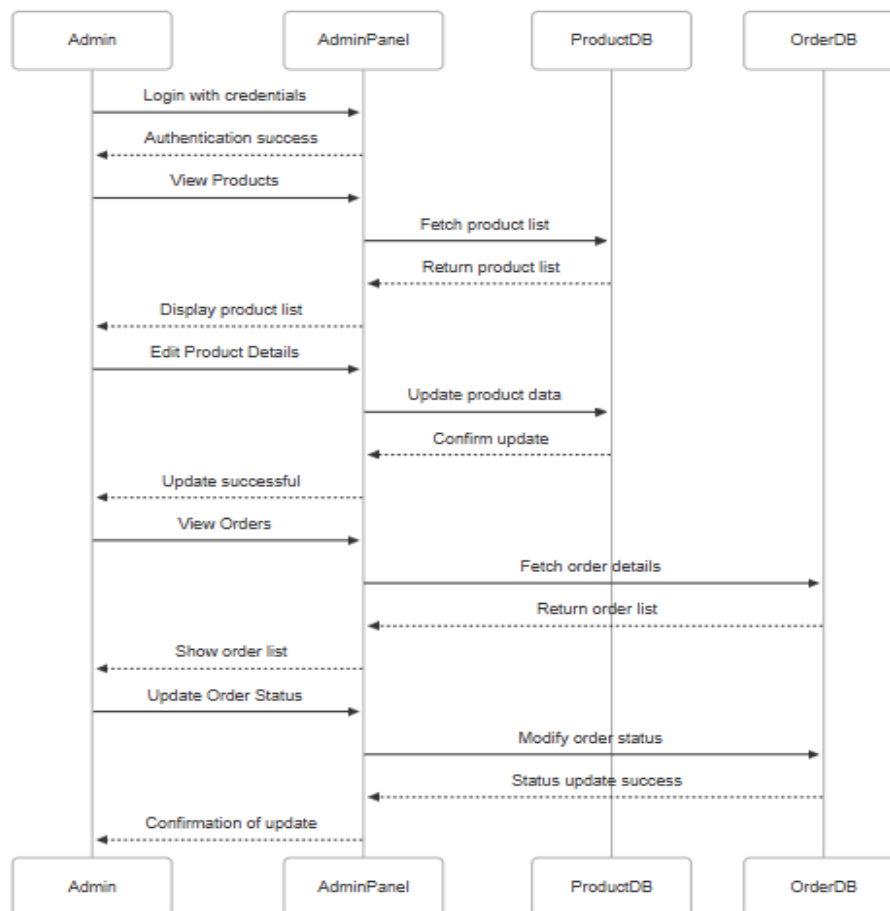 Admin
AdminPanel
ProductDB
OrderDB
Login with credentials
Authentication success
View Products
Fetch product list
Return product list
Display product list
Edit Product Details
Update product data
Confirm update
Update successful
View Orders
Fetch order details
Return order list
Show order list
Update Order Status
Modify order status
Status update success
Confirmation of update
Admin
AdminPanel
ProductDB
OrderDB